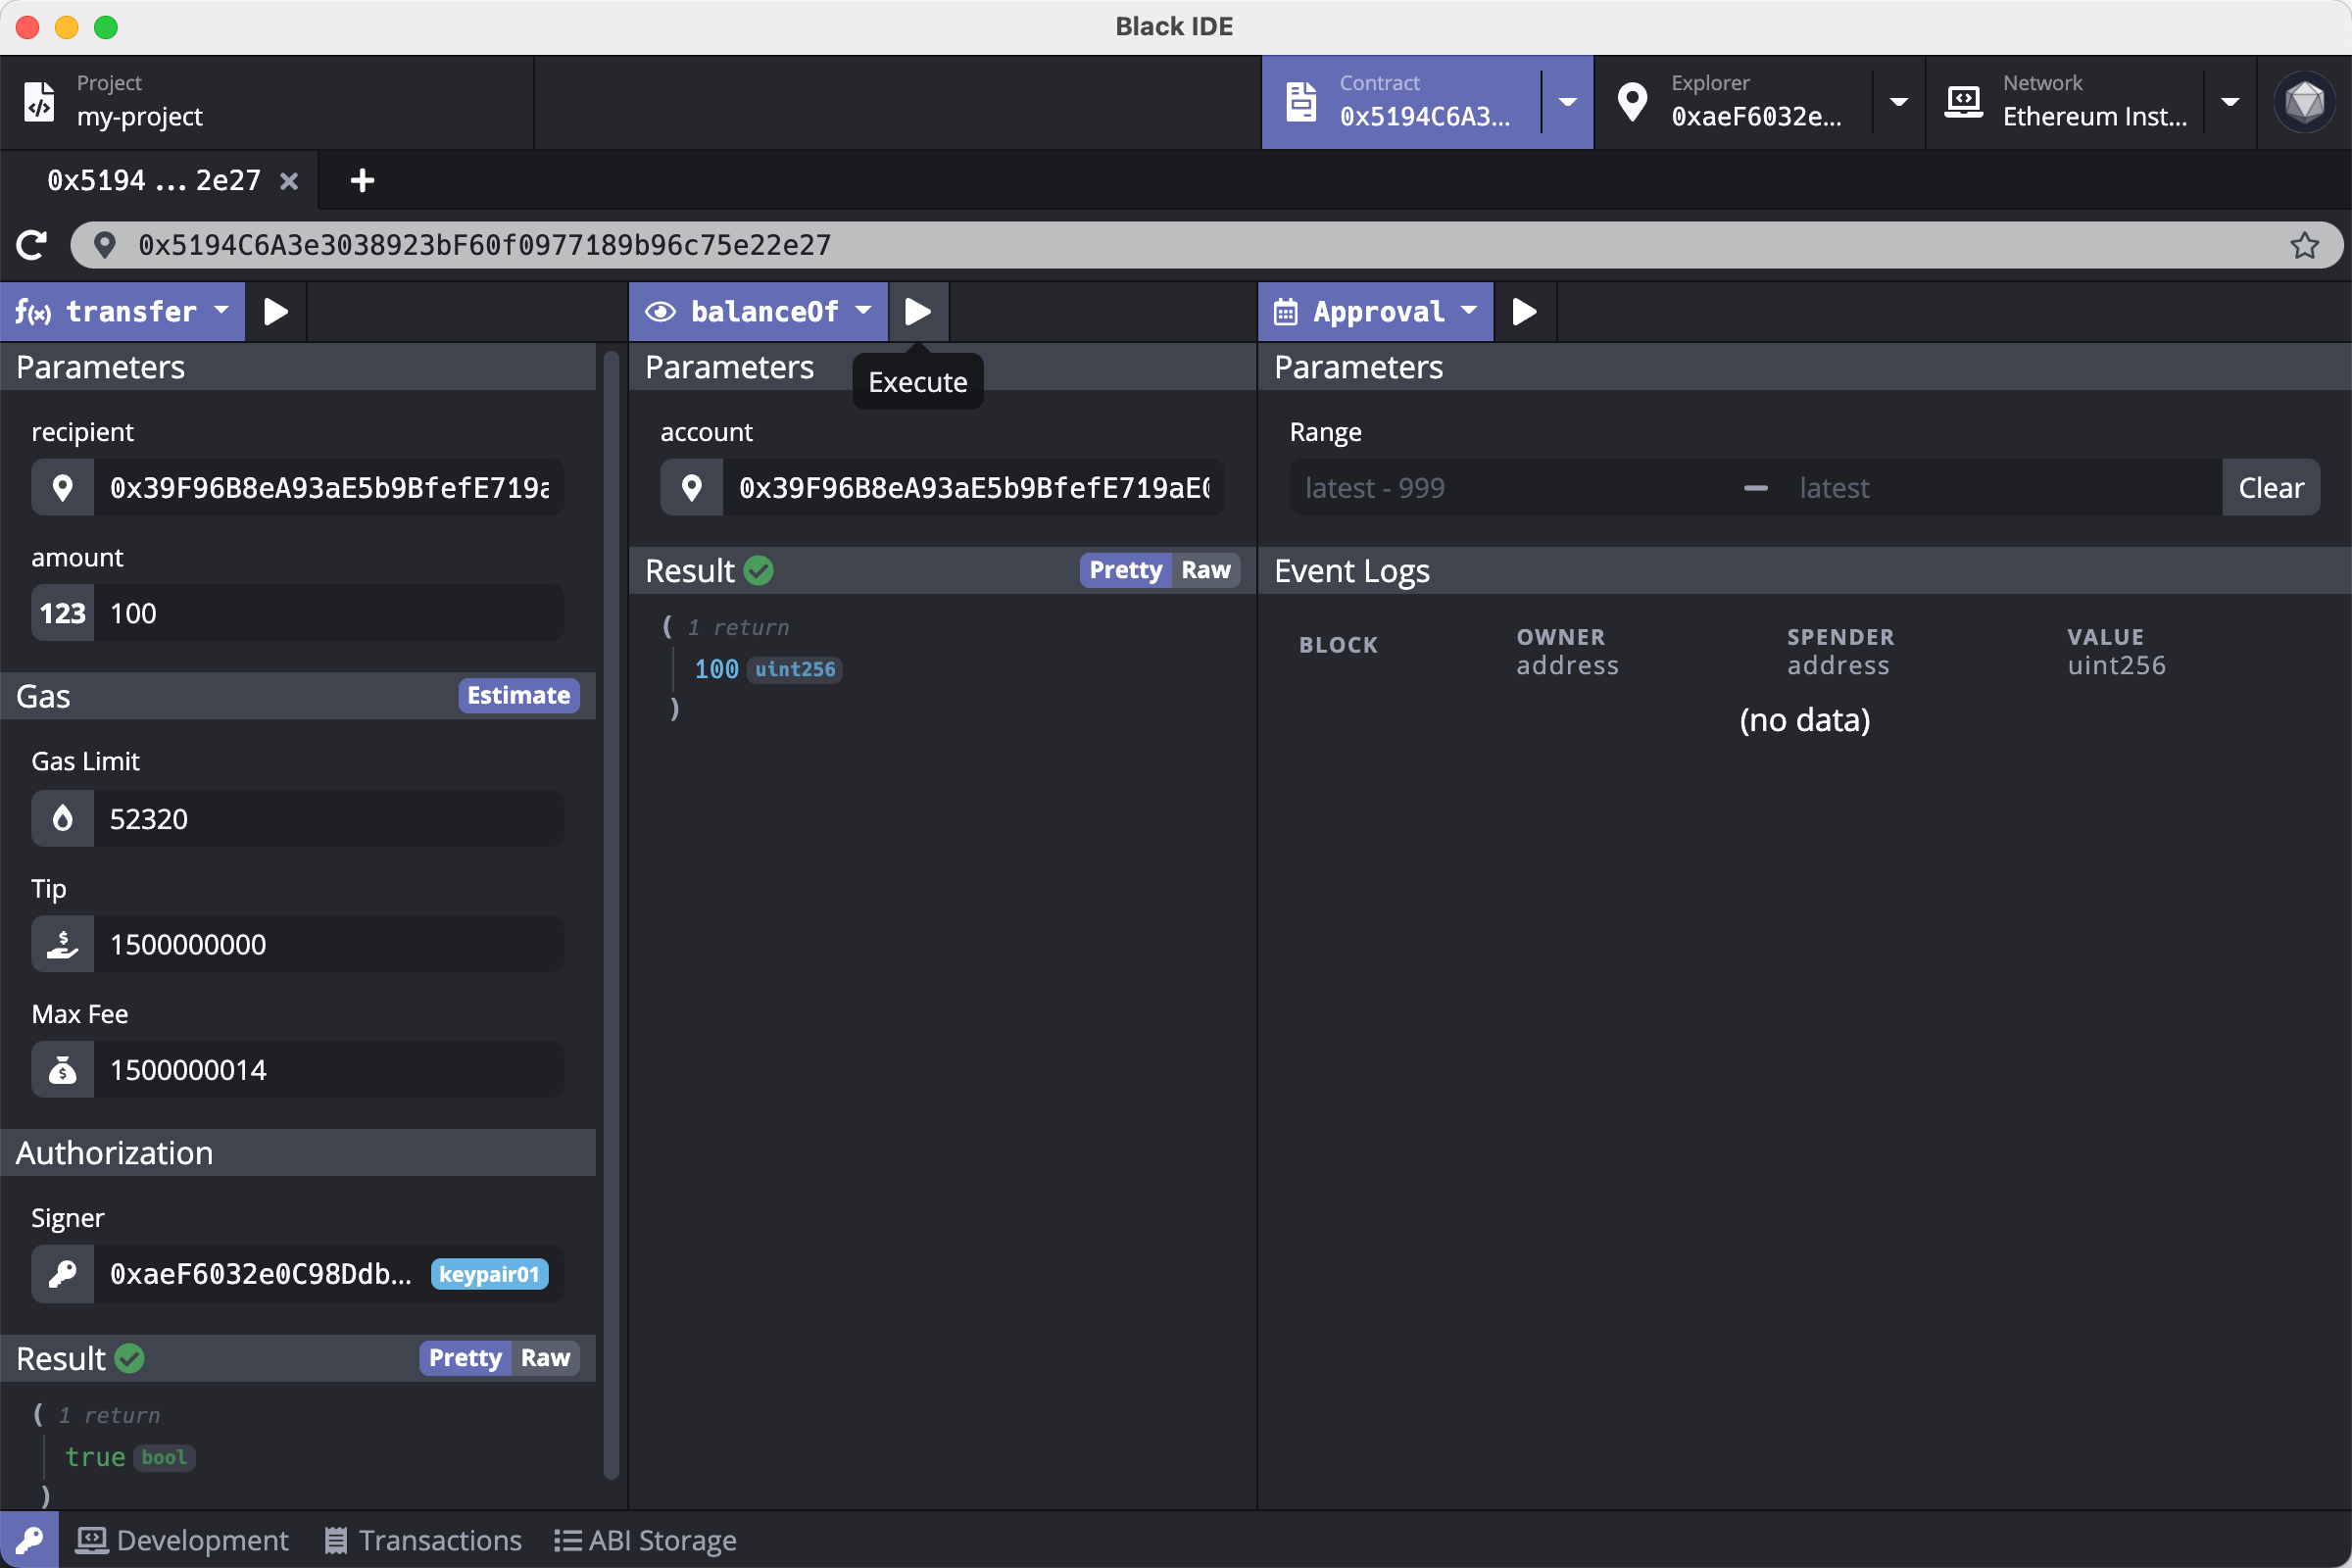 Black IDE
Project
my-project
Contract
0x5194C6A3...
Explorer
0xaeF6032e...
Network
Ethereum Inst...
0x5194 ... 2e27
0x5194C6A3e3038923bF60f0977189b96c75e22e27
f(x) transfer
balanceOf
Approval
Execute
Parameters
recipient
0x39F96B8eA93aE5b9BfefE719a
amount
123 100
Gas
Estimate
Gas Limit
52320
Tip
1500000000
Max Fee
1500000014
Authorization
Signer
0xaeF6032e0C98Ddb... keypair01
Result
Pretty Raw
( 1 return
true bool
)
Parameters
account
0x39F96B8eA93aE5b9BfefE719aE0
Result
Pretty Raw
( 1 return
100 uint256
)
Parameters
Range
latest - 999 — latest Clear
Event Logs
BLOCK
OWNER
address
SPENDER
address
VALUE
uint256
(no data)
Development
Transactions
ABI Storage